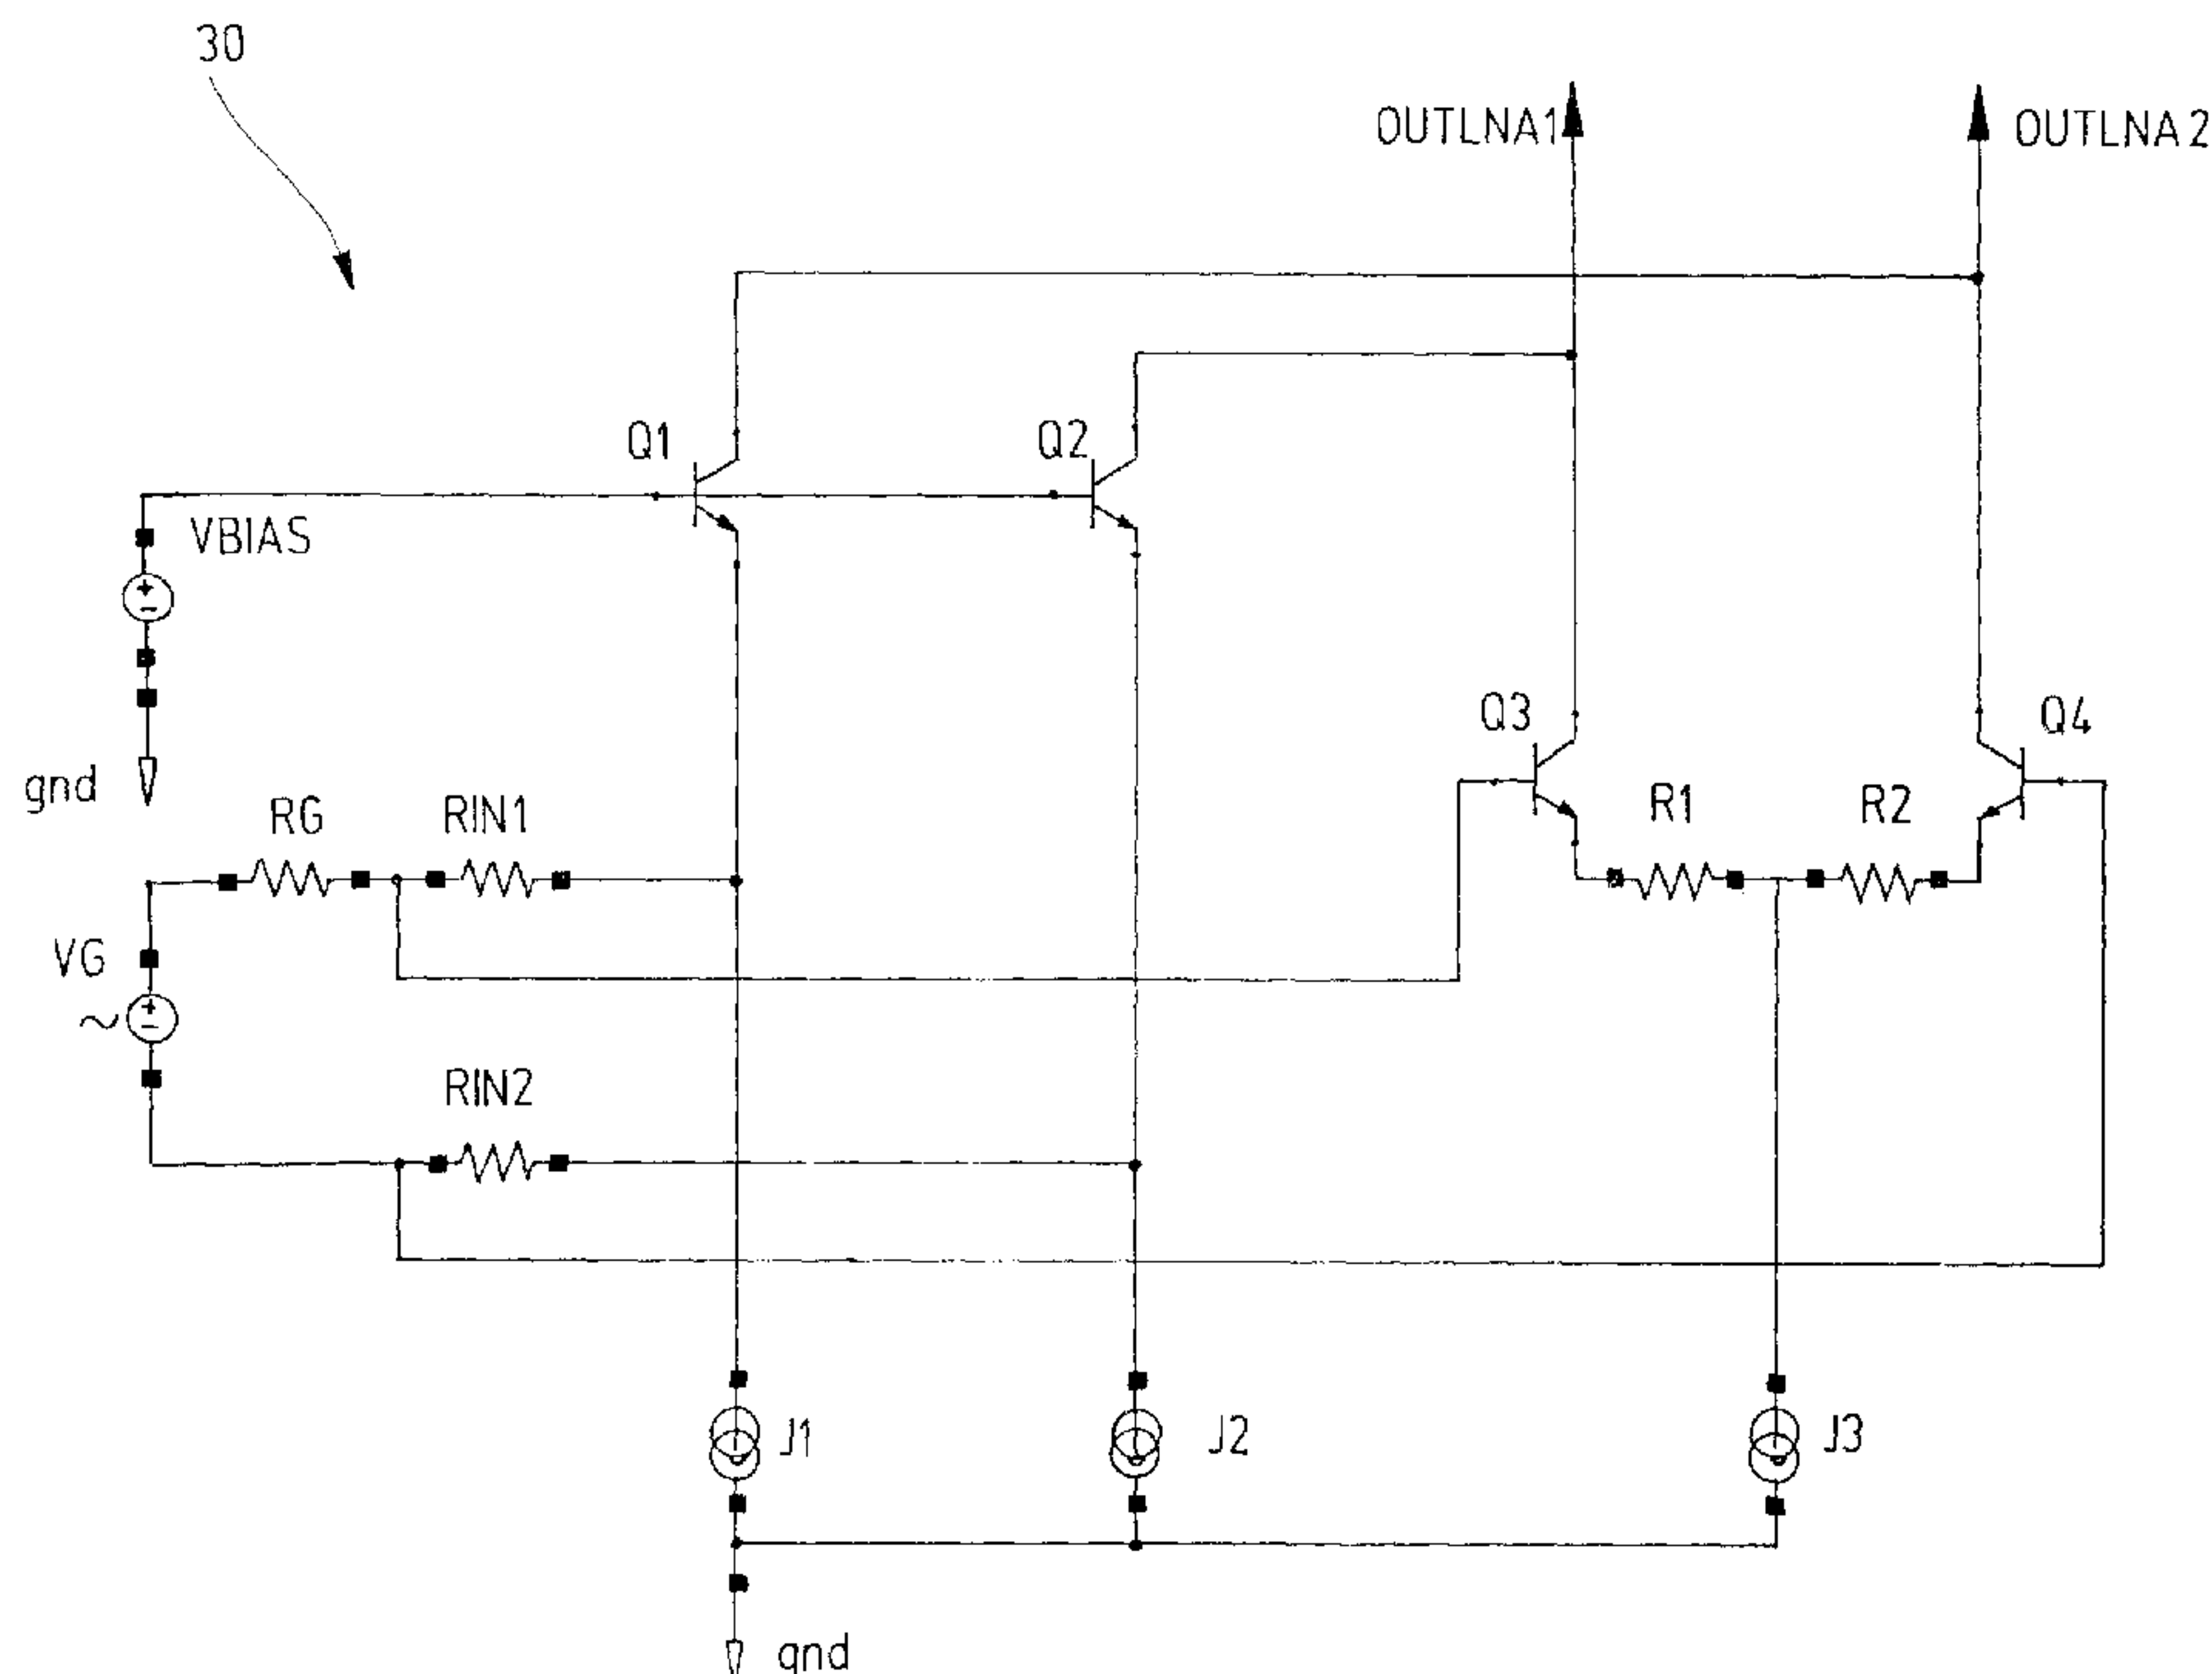 30
OUTLNA1
OUTLNA2
Q1
Q2
VBIAS
Q3
Q4
gnd
RG
RIN1
R1
R2
VG
~
RIN2
J1
J2
J3
gnd